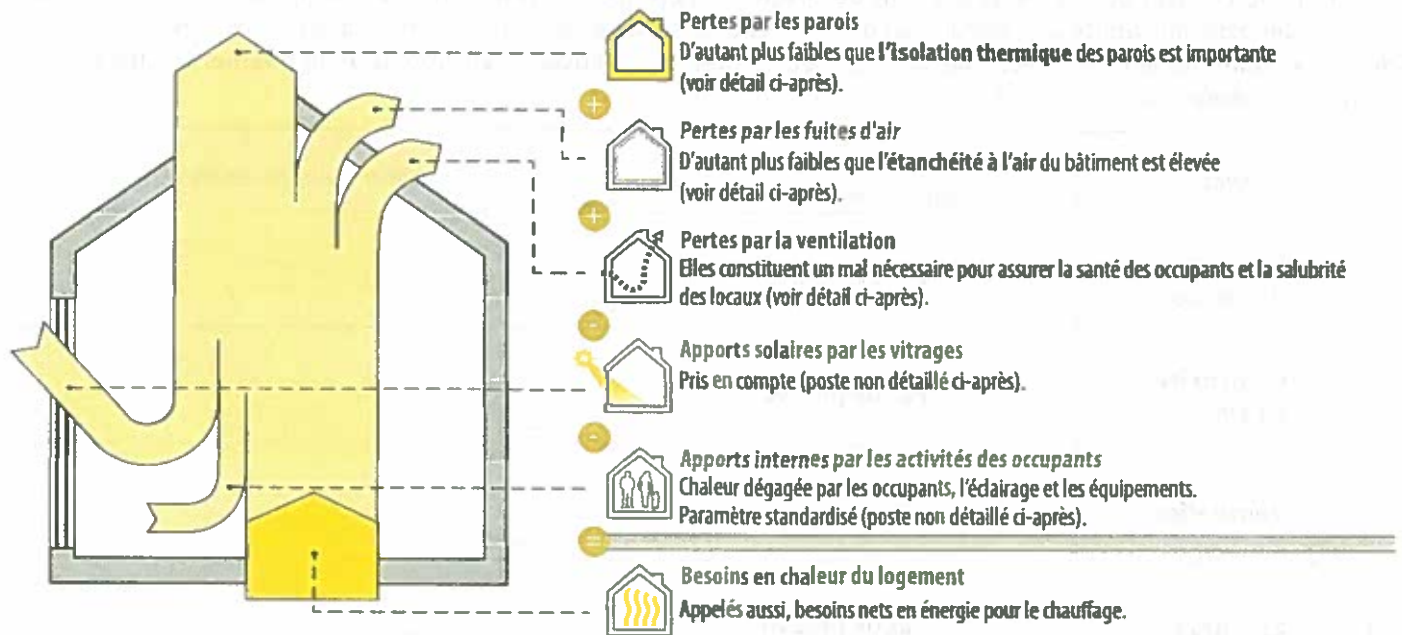 Pertes par les parois
D'autant plus faibles que l'isolation thermique des parois est importante
(voir détail ci-après).
+
Pertes par les fuites d'air
D'autant plus faibles que l'étanchéité à l'air du bâtiment est élevée
(voir détail ci-après).
+
Pertes par la ventilation
Elles constituent un mal nécessaire pour assurer la santé des occupants et la salubrité
des locaux (voir détail ci-après).
-
Apports solaires par les vitrages
Pris en compte (poste non détaillé ci-après).
-
Apports internes par les activités des occupants
Chaleur dégagée par les occupants, l'éclairage et les équipements.
Paramètre standardisé (poste non détaillé ci-après).
=
Besoins en chaleur du logement
Appelés aussi, besoins nets en énergie pour le chauffage.